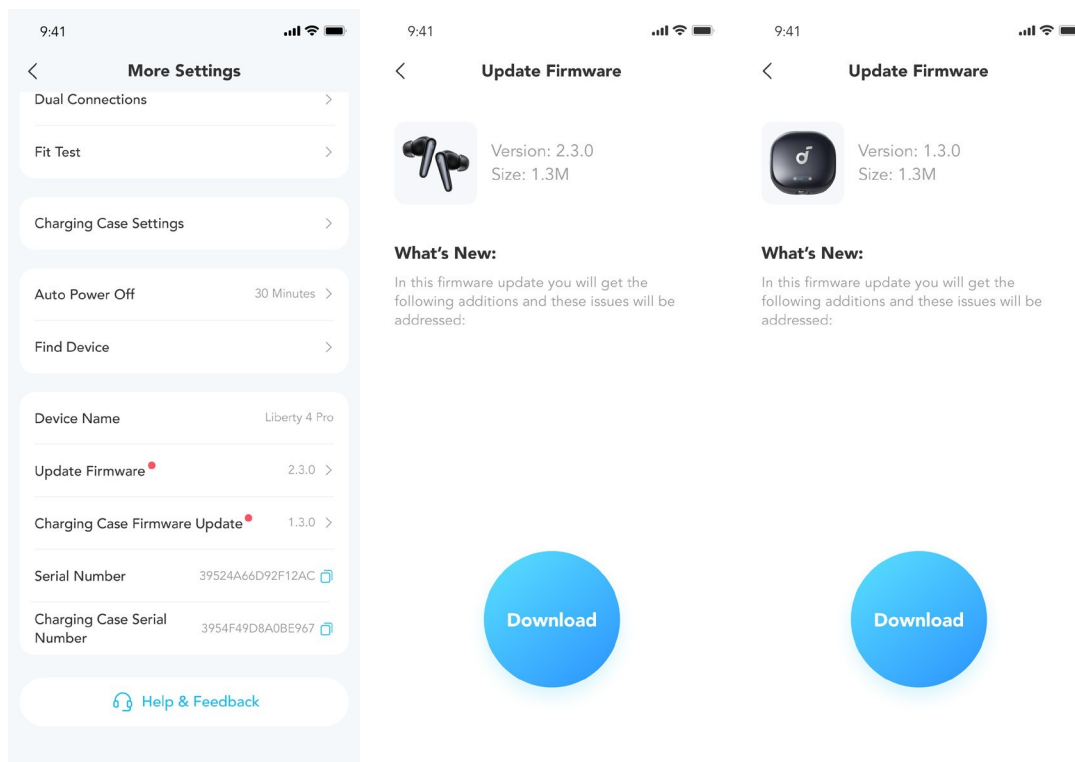 9:41
More Settings
Dual Connections
Fit Test
Charging Case Settings
Auto Power Off 30 Minutes
Find Device
Device Name Liberty 4 Pro
Update Firmware 2.3.0
Charging Case Firmware Update 1.3.0
Serial Number 39524A66D92F12AC
Charging Case Serial
Number 3954F49D8A0BE967
Help & Feedback
9:41
Update Firmware
Version: 2.3.0
Size: 1.3M
What's New:
In this firmware update you will get the
following additions and these issues will be
addressed:
Download
9:41
Update Firmware
Version: 1.3.0
Size: 1.3M
What's New:
In this firmware update you will get the
following additions and these issues will be
addressed:
Download